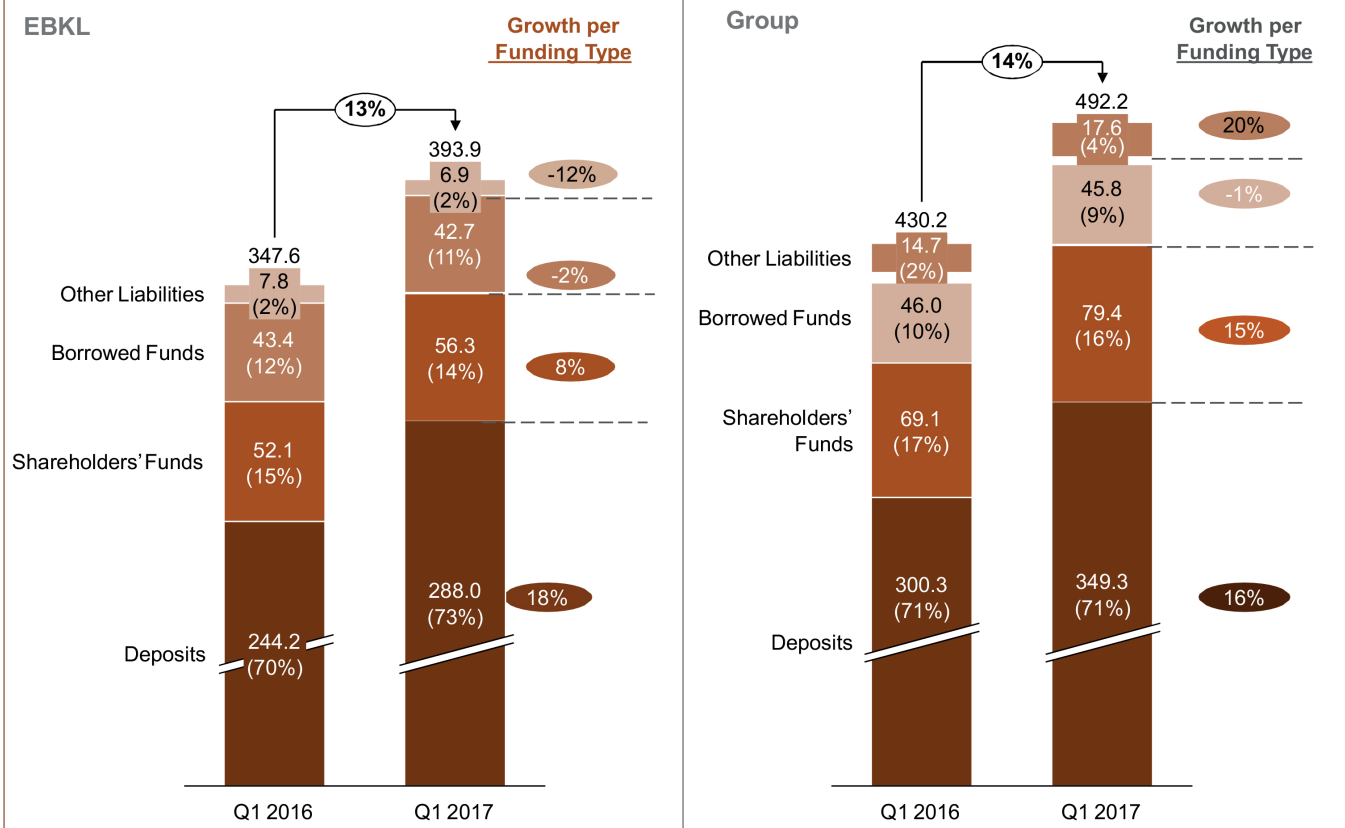 EBKL
Growth per
Funding Type
13%
393.9
6.9
(2%)
-12%
42.7
(11%)
-2%
347.6
7.8
(2%)
Other Liabilities
43.4
(12%)
Borrowed Funds
56.3
(14%)
8%
52.1
(15%)
Shareholders' Funds
288.0
(73%)
18%
244.2
(70%)
Deposits
Q1 2016
Q1 2017
Group
Growth per
Funding Type
14%
492.2
17.6
(4%)
20%
45.8
(9%)
-1%
430.2
14.7
(2%)
Other Liabilities
46.0
(10%)
Borrowed Funds
79.4
(16%)
15%
69.1
(17%)
Shareholders'
Funds
300.3
(71%)
349.3
(71%)
16%
Deposits
Q1 2016
Q1 2017